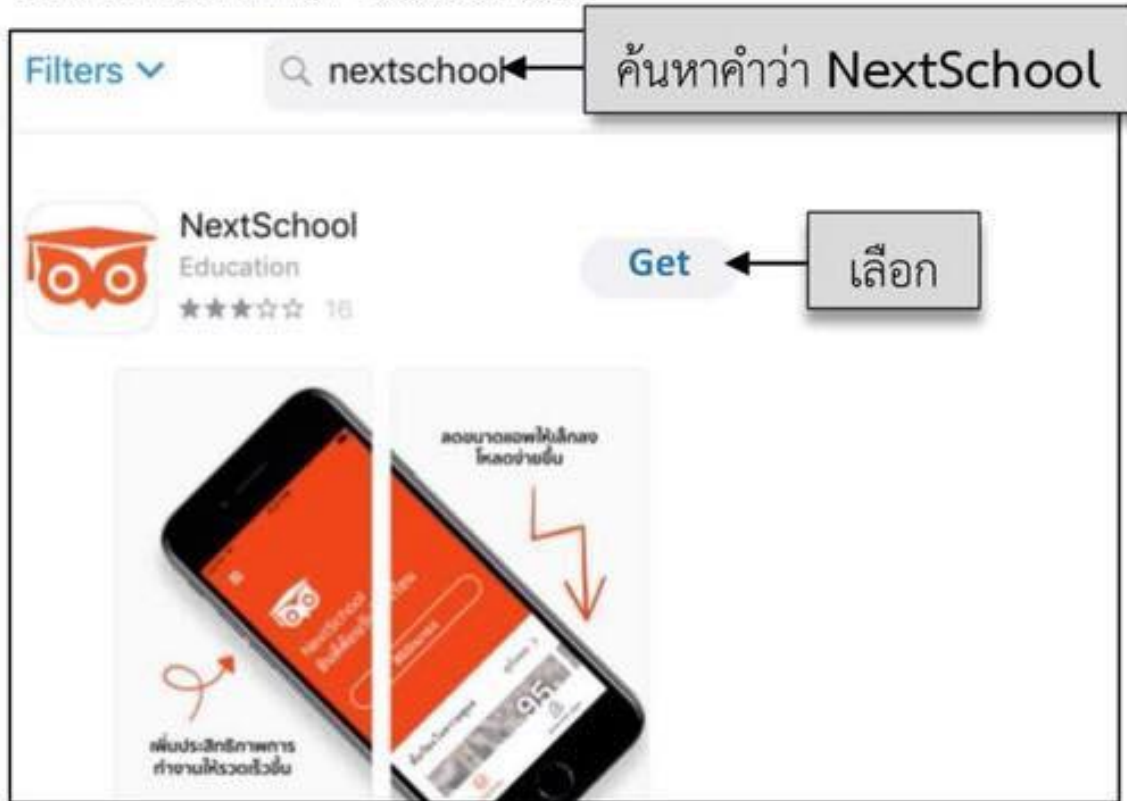 Filters
nextschool
ค้นหาคำว่า NextSchool
NextSchool
Education
16
Get
เลือก
ลดขนาดแอพให้เล็กลง
โหลดง่ายขึ้น
NextSchool
95
เพิ่มประสิทธิภาพการ
ทำงานให้รวดเร็วขึ้น